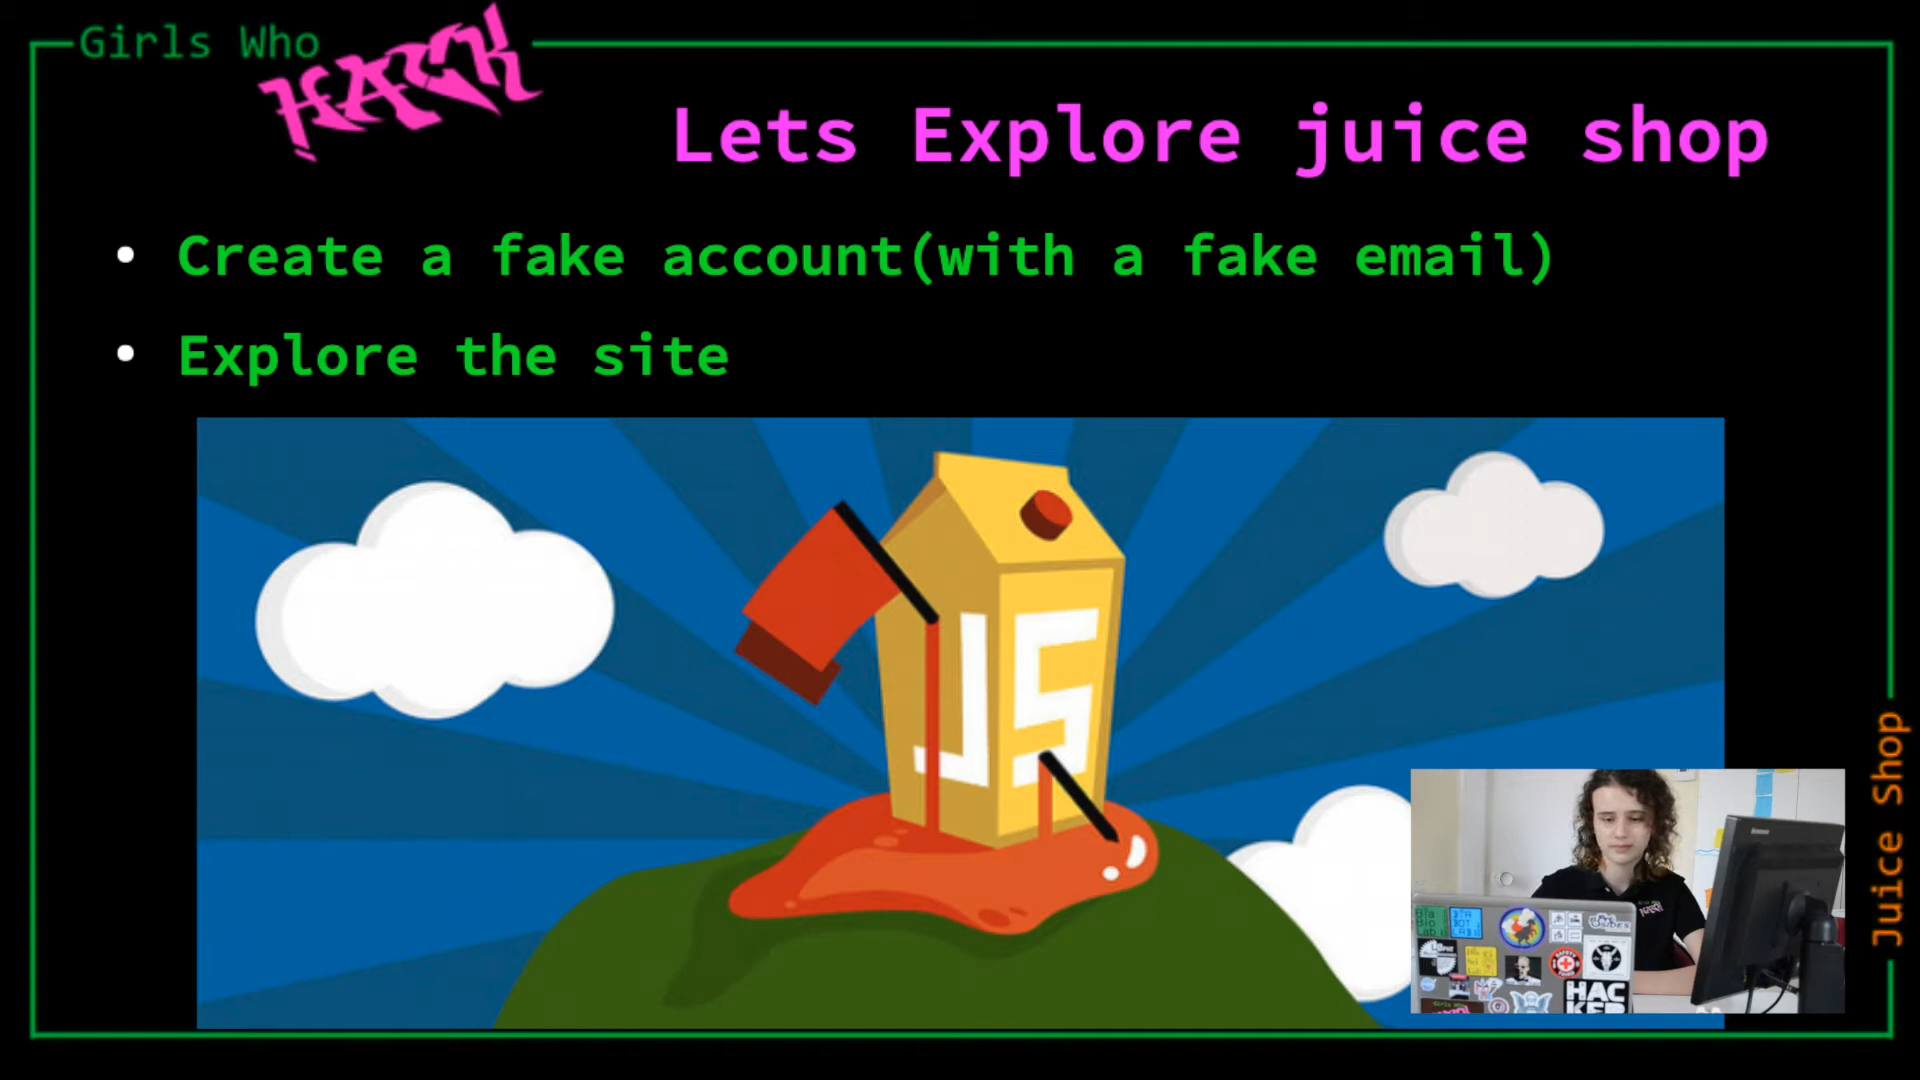 Girls Who
HACK
Lets Explore juice shop
• Create a fake account(with a fake email)
• Explore the site
JS
Juice Shop
HAC
KER